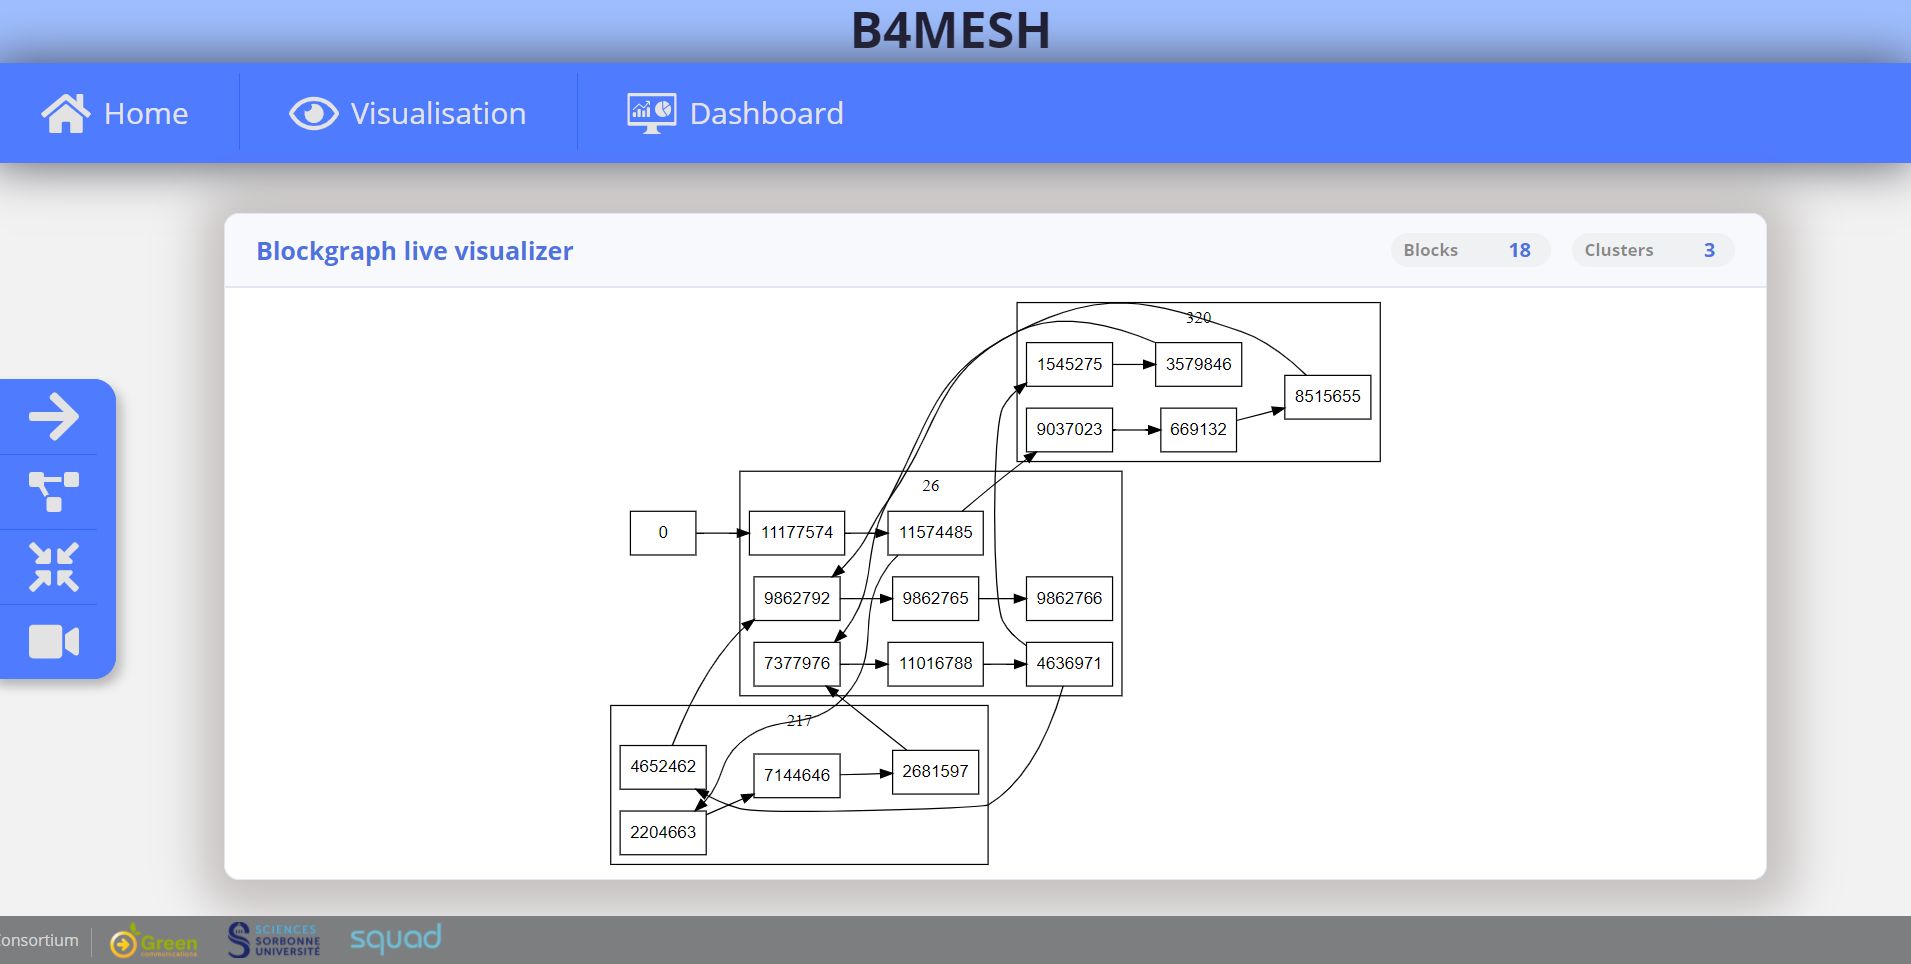 B4MESH
Home
Visualisation
Dashboard
Blockgraph live visualizer
Blocks 18
Clusters 3
320
1545275
3579846
8515655
9037023
669132
26
0
11177574
11574485
9862792
9862765
9862766
7377976
11016788
4636971
217
4652462
7144646
2681597
2204663
onsortium
Green
communications
SCIENCES
SORBONNE
UNIVERSITÉ
squad